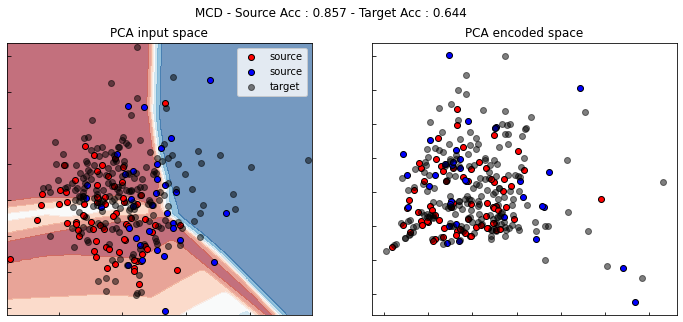 MCD - Source Acc : 0.857 - Target Acc : 0.644
PCA input space
PCA encoded space
source
source
target